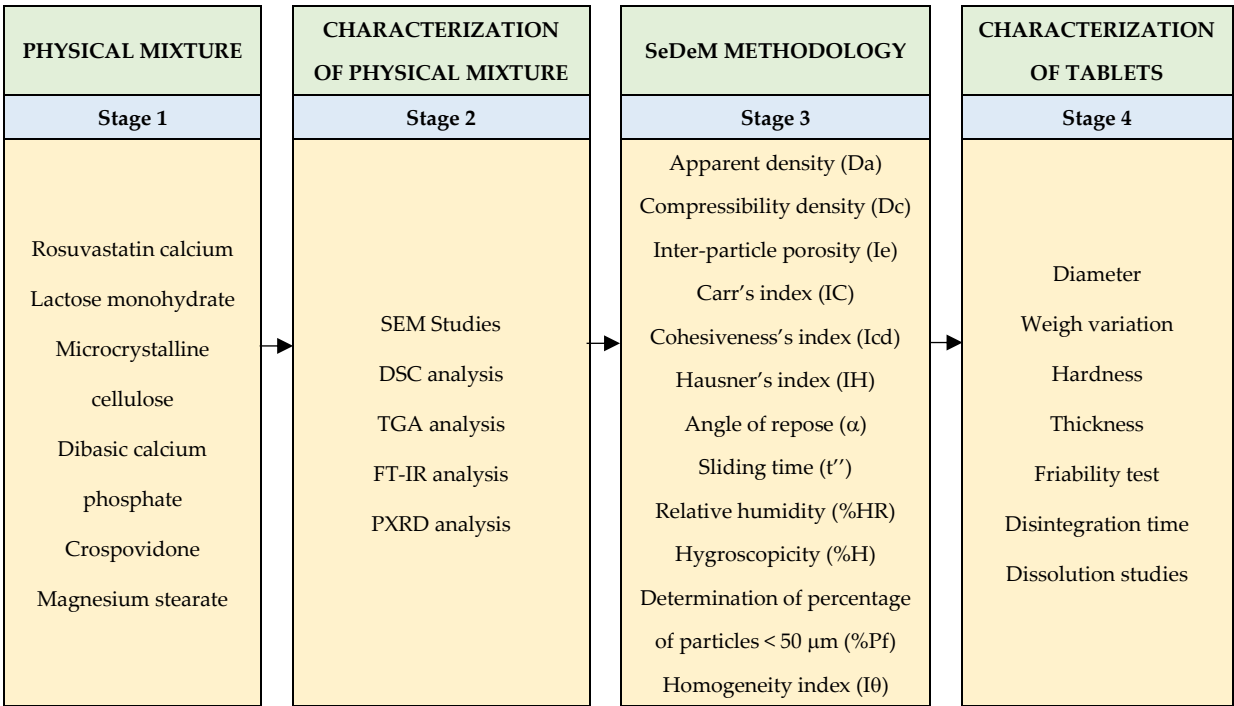 PHYSICAL MIXTURE
Stage 1
Rosuvastatin calcium
Lactose monohydrate
Microcrystalline
cellulose
Dibasic calcium
phosphate
Crospovidone
Magnesium stearate
CHARACTERIZATION
OF PHYSICAL MIXTURE
Stage 2
SEM Studies
DSC analysis
TGA analysis
FT-IR analysis
PXRD analysis
SeDeM METHODOLOGY
Stage 3
Apparent density (Da)
Compressibility density (Dc)
Inter-particle porosity (Ie)
Carr’s index (IC)
Cohesiveness’s index (Icd)
Hausner’s index (IH)
Angle of repose (α)
Sliding time (t’’)
Relative humidity (%HR)
Hygroscopicity (%H)
Determination of percentage
of particles < 50 μm (%Pf)
Homogeneity index (Iθ)
CHARACTERIZATION
OF TABLETS
Stage 4
Diameter
Weigh variation
Hardness
Thickness
Friability test
Disintegration time
Dissolution studies